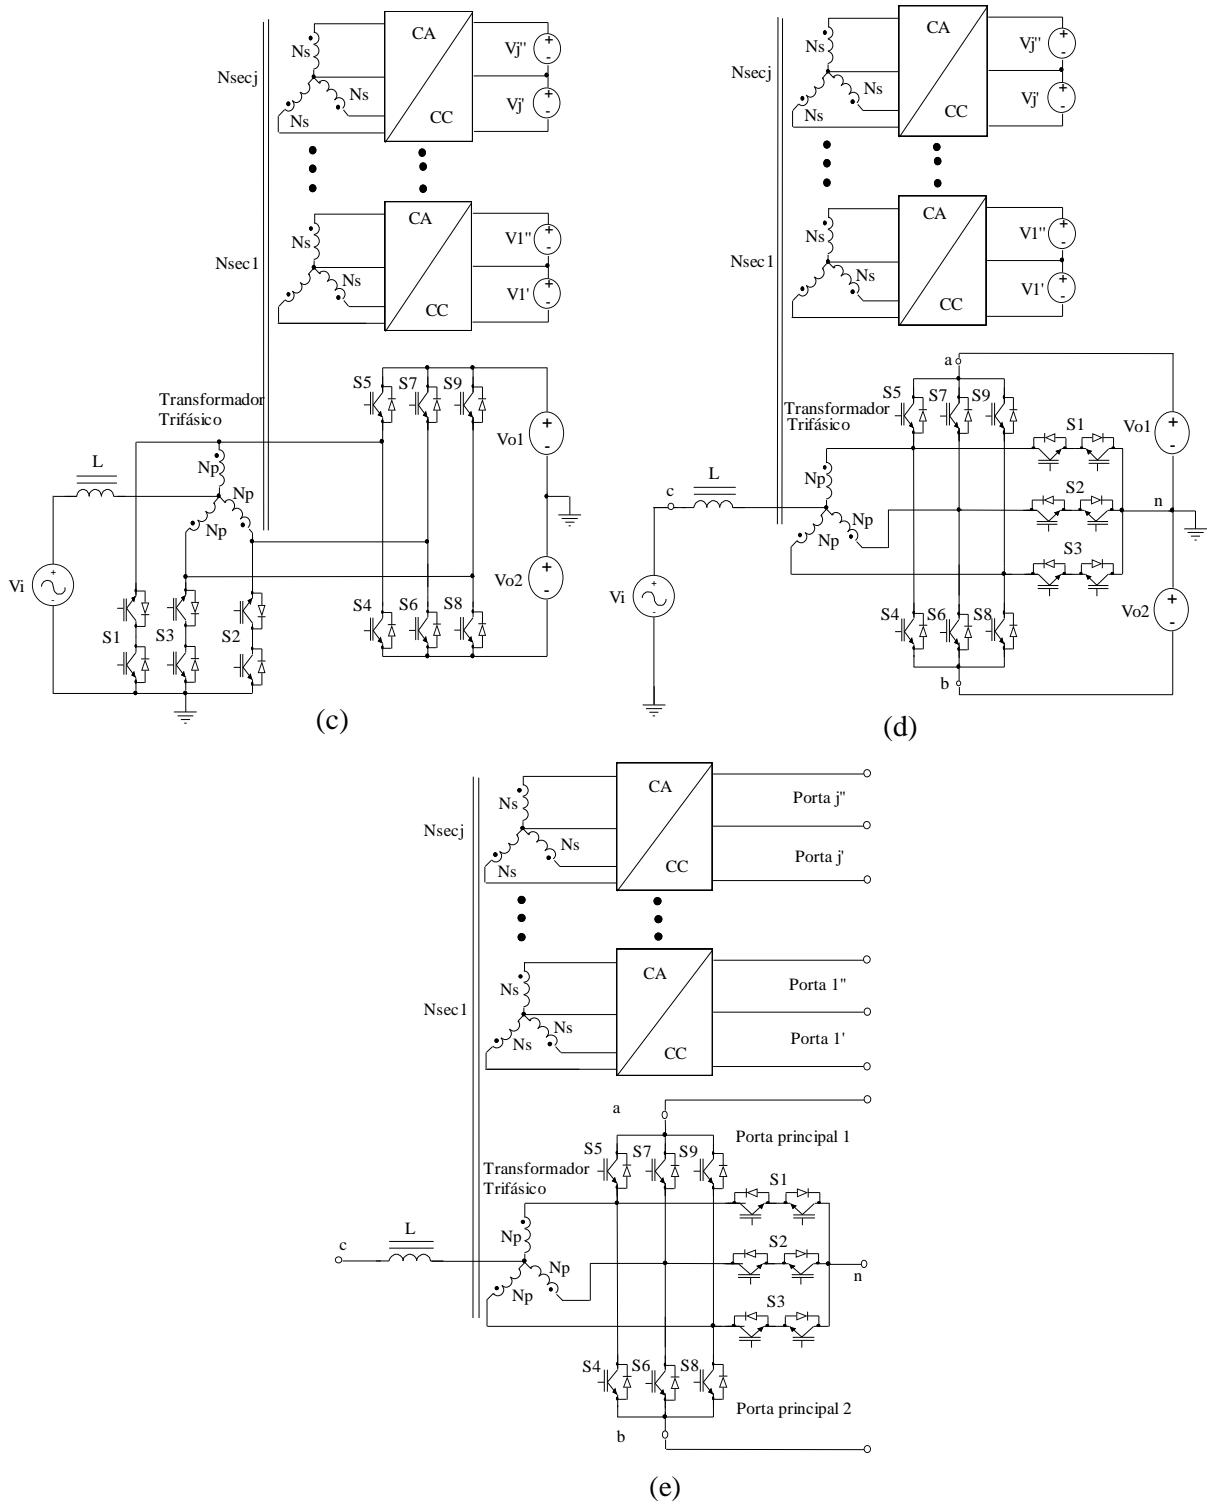 Nsecj
Ns
Ns
Ns
CA
CC
Vj''
Vj'
Nsec1
Ns
Ns
CA
CC
V1''
V1'
Transformador
Trifásico
L
Np
Np
Np
Vi
S1
S3
S2
S5
S7
S9
S4
S6
S8
Vo1
Vo2
(c)
Nsecj
Ns
Ns
Ns
CA
CC
Vj''
Vj'
Nsec1
Ns
Ns
CA
CC
V1''
V1'
Transformador
Trifásico
c
L
Np
Np
Np
Vi
a
S5
S7
S9
S1
S2
S3
n
S4
S6
S8
b
Vo1
Vo2
(d)
Nsecj
Ns
Ns
Ns
CA
CC
Porta j''
Porta j'
Nsec1
Ns
Ns
Ns
CA
CC
Porta 1''
Porta 1'
a
Porta principal 1
Transformador
Trifásico
S5
S7
S9
S1
c
L
Np
Np
Np
S2
n
S3
S4
S6
S8
Porta principal 2
b
(e)